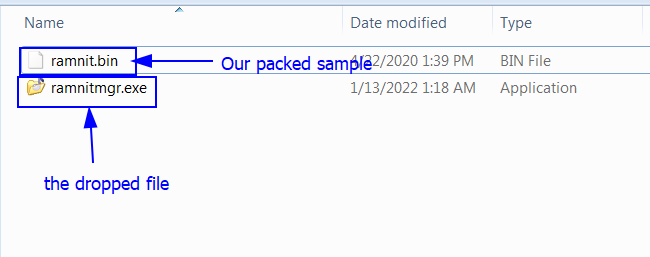 Name Date modified Type
ramnit.bin Our packed sample 4/22/2020 1:39 PM BIN File
ramnitmgr.exe 1/13/2022 1:18 AM Application
the dropped file